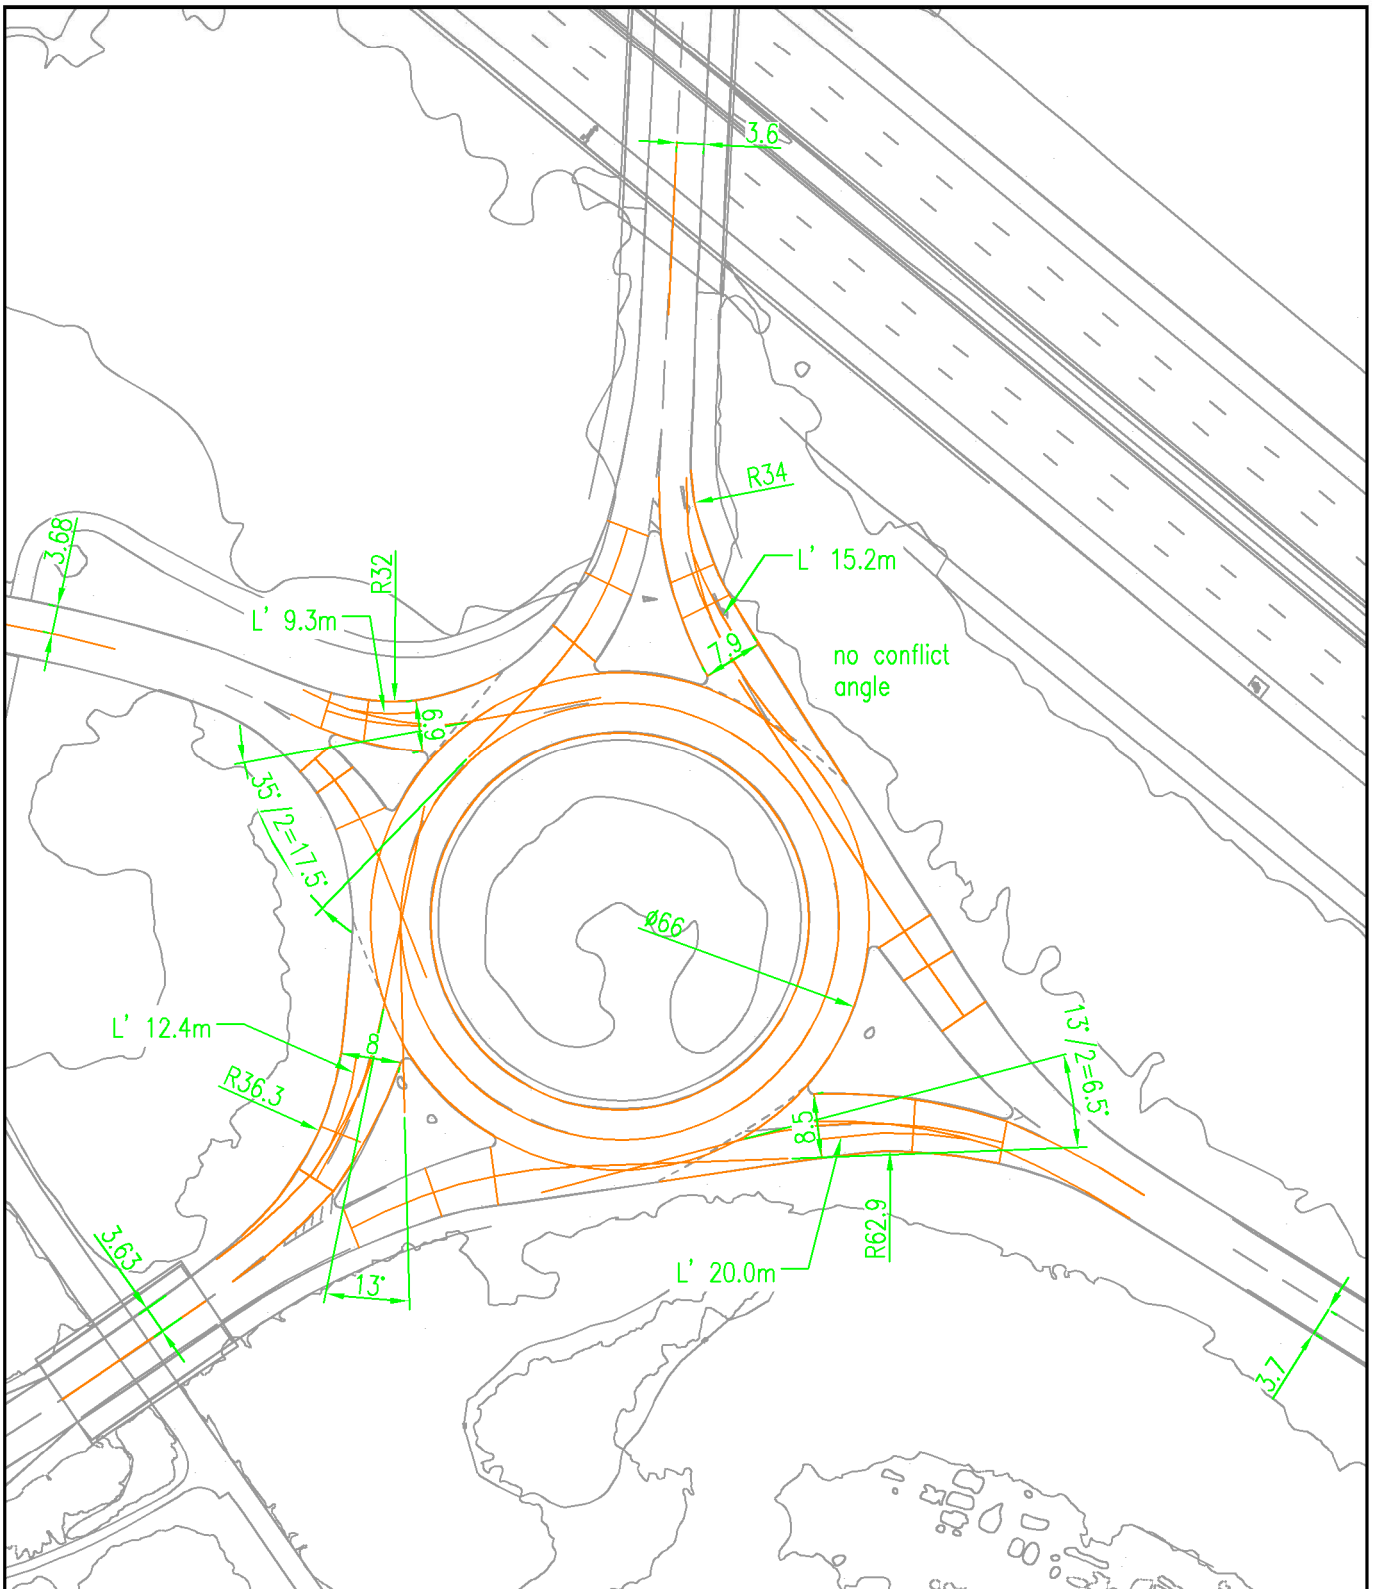 3.6
R34
3.68
R32
L' 15.2m
L' 9.3m
7.9
no conflict
angle
6.9
35°/2=17.5°
ø66
L' 12.4m
8
R36.3
13°/2=6.5°
8.5
R62.9
3.63
L' 20.0m
13°
3.7